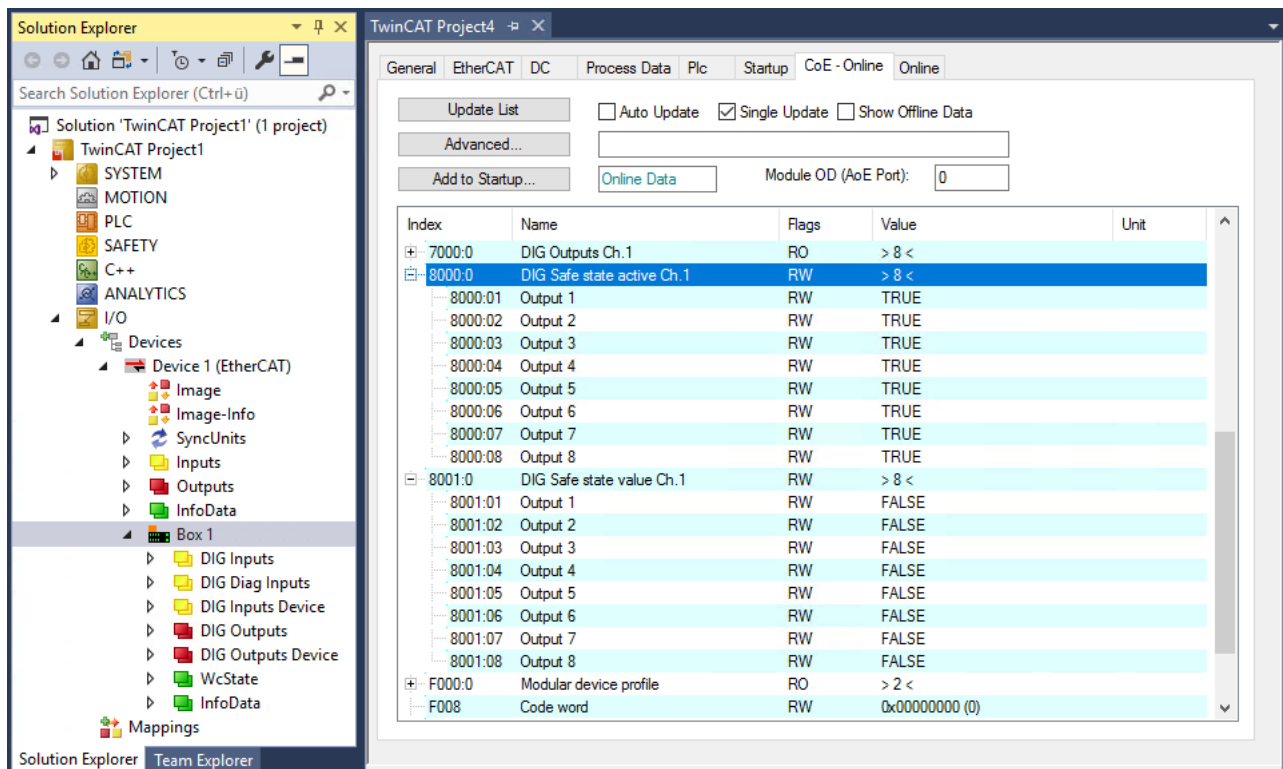 Solution Explorer
Search Solution Explorer (Ctrl+ü)
Solution 'TwinCAT Project1' (1 project)
TwinCAT Project1
SYSTEM
MOTION
PLC
SAFETY
C++
ANALYTICS
I/O
Devices
Device 1 (EtherCAT)
Image
Image-Info
SyncUnits
Inputs
Outputs
InfoData
Box 1
DIG Inputs
DIG Diag Inputs
DIG Inputs Device
DIG Outputs
DIG Outputs Device
WcState
InfoData
Mappings
Solution Explorer Team Explorer
TwinCAT Project4
General EtherCAT DC Process Data Plc Startup CoE - Online Online
Update List Auto Update Single Update Show Offline Data
Advanced...
Add to Startup... Online Data Module OD (AoE Port): 0
Index Name Flags Value Unit
7000:0 DIG Outputs Ch.1 RO > 8 <
8000:0 DIG Safe state active Ch.1 RW > 8 <
8000:01 Output 1 RW TRUE
8000:02 Output 2 RW TRUE
8000:03 Output 3 RW TRUE
8000:04 Output 4 RW TRUE
8000:05 Output 5 RW TRUE
8000:06 Output 6 RW TRUE
8000:07 Output 7 RW TRUE
8000:08 Output 8 RW TRUE
8001:0 DIG Safe state value Ch.1 RW > 8 <
8001:01 Output 1 RW FALSE
8001:02 Output 2 RW FALSE
8001:03 Output 3 RW FALSE
8001:04 Output 4 RW FALSE
8001:05 Output 5 RW FALSE
8001:06 Output 6 RW FALSE
8001:07 Output 7 RW FALSE
8001:08 Output 8 RW FALSE
F000:0 Modular device profile RO > 2 <
F008 Code word RW 0x00000000 (0)